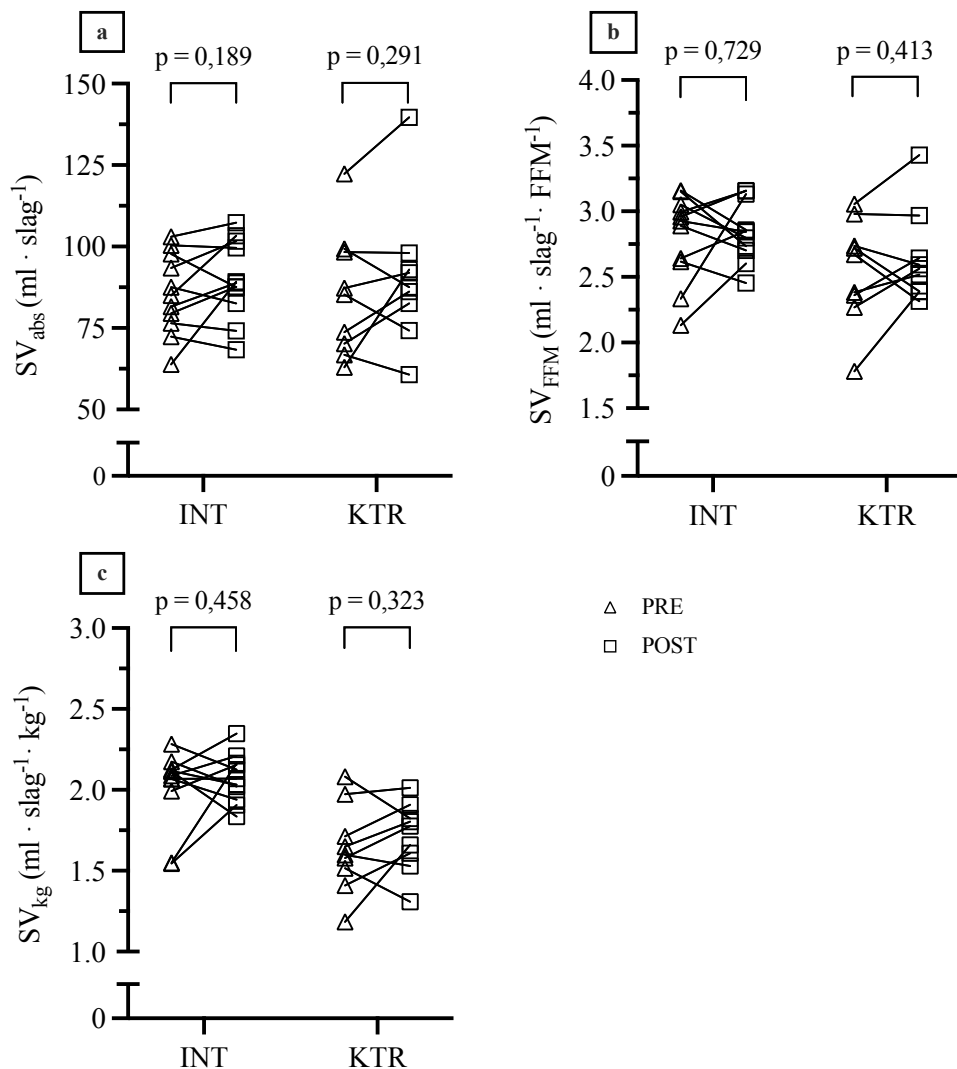 a
p = 0,189
p = 0,291
SV_abs (ml · slag⁻¹)
150
125
100
75
50
0
INT
KTR
b
p = 0,729
p = 0,413
SV_FFM (ml · slag⁻¹ · FFM⁻¹)
4.0
3.5
3.0
2.5
2.0
1.5
0
INT
KTR
c
p = 0,458
p = 0,323
SV_kg (ml · slag⁻¹ · kg⁻¹)
3.0
2.5
2.0
1.5
1.0
0
INT
KTR
PRE
POST